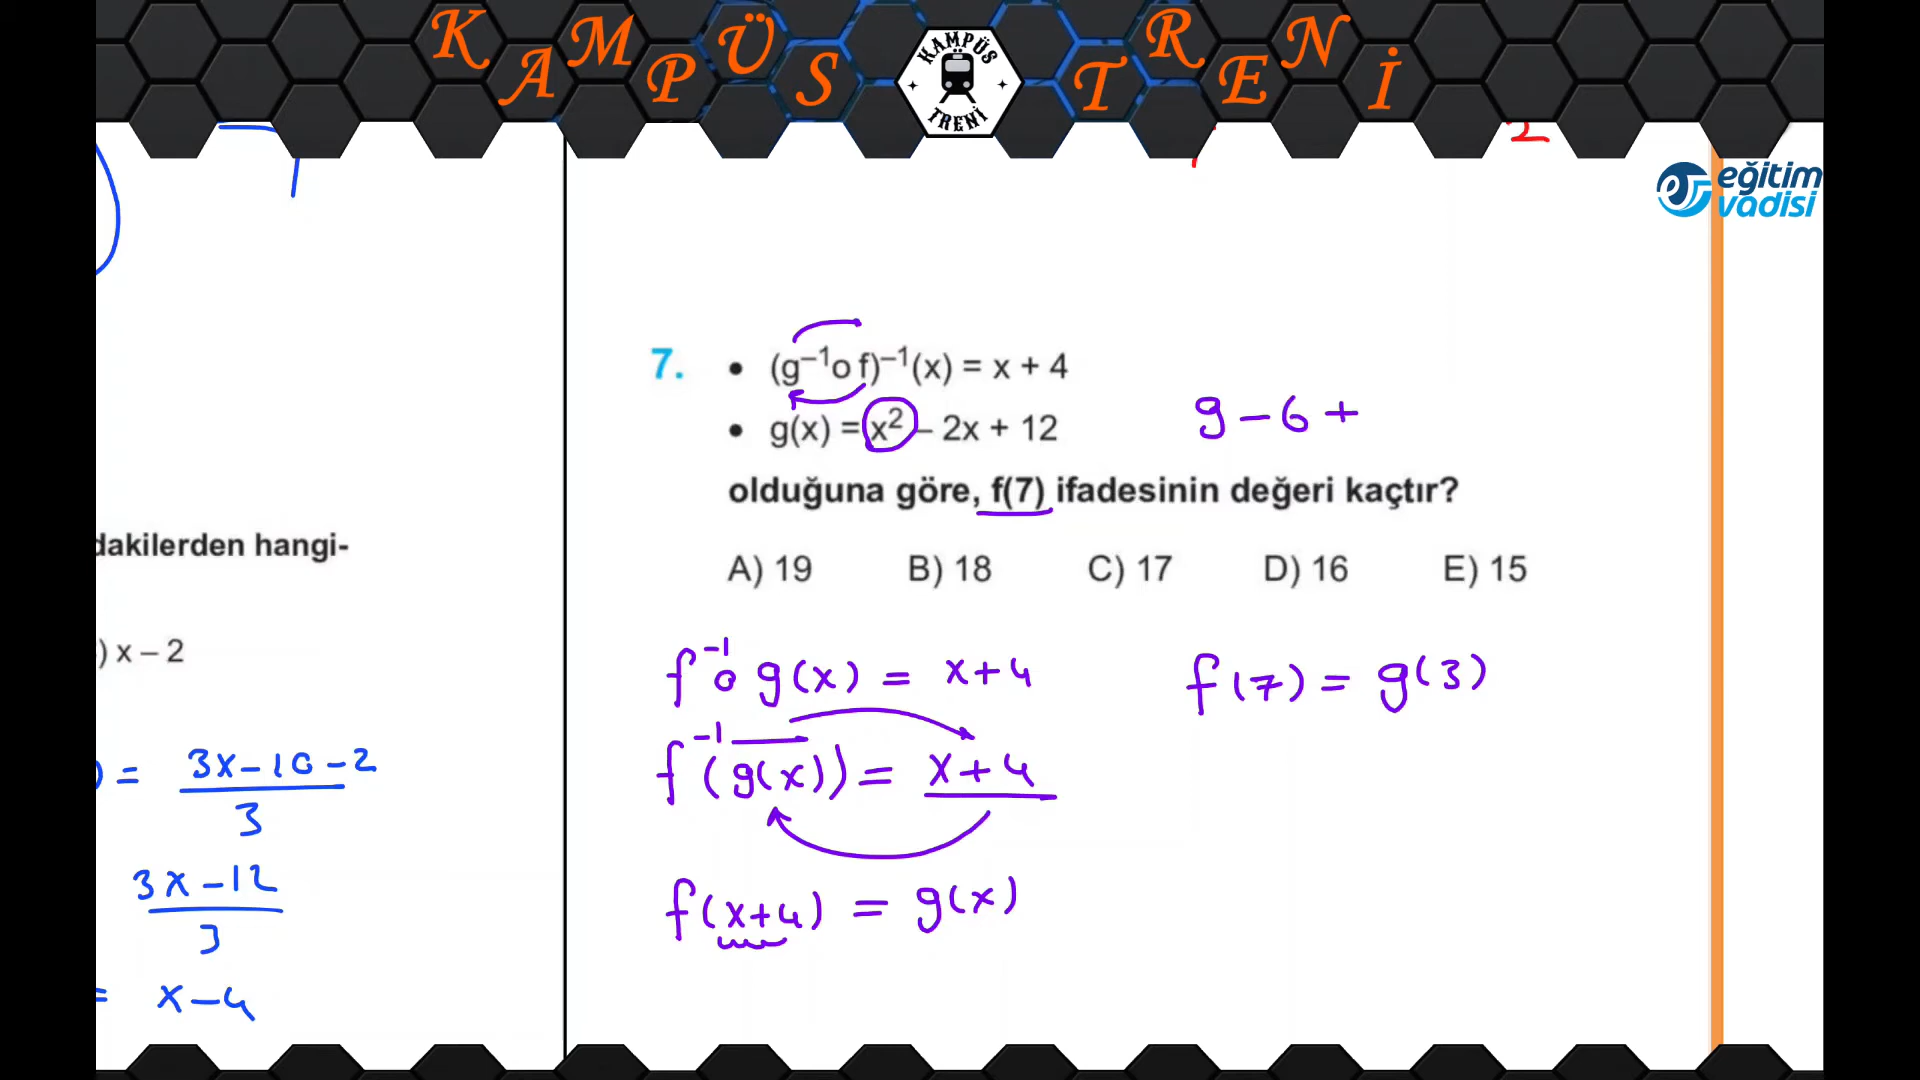 KAMPÜS TRENİ
KAMPÜS
TRENİ
2
eğitim
vadisi
7. • (g⁻¹o f)⁻¹(x) = x + 4
• g(x) = x² – 2x + 12
9 – 6 +
olduğuna göre, f(7) ifadesinin değeri kaçtır?
A) 19 B) 18 C) 17 D) 16 E) 15
f⁻¹o g(x) = x+4
f(7) = g(3)
f⁻¹(g(x)) = x+4
f(x+4) = g(x)
dakilerden hangi-
) x – 2
) = 3x–10–2
3
3x–12
3
= x–4